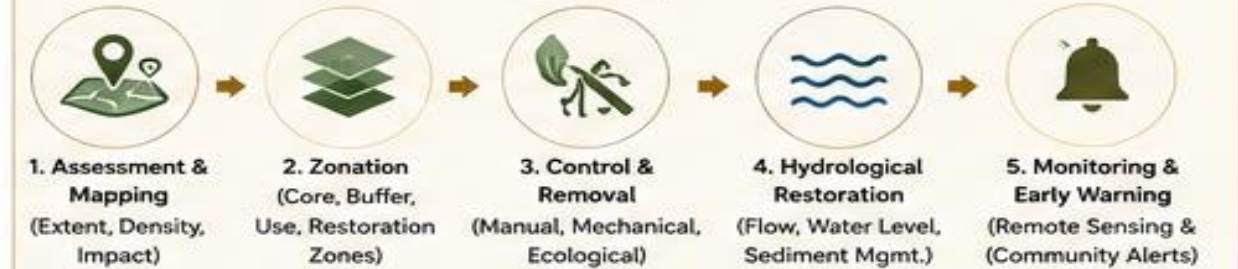 1. Assessment &
Mapping
(Extent, Density,
Impact)
2. Zonation
(Core, Buffer,
Use, Restoration
Zones)
3. Control &
Removal
(Manual, Mechanical,
Ecological)
4. Hydrological
Restoration
(Flow, Water Level,
Sediment Mgmt.)
5. Monitoring &
Early Warning
(Remote Sensing &
(Community Alerts)